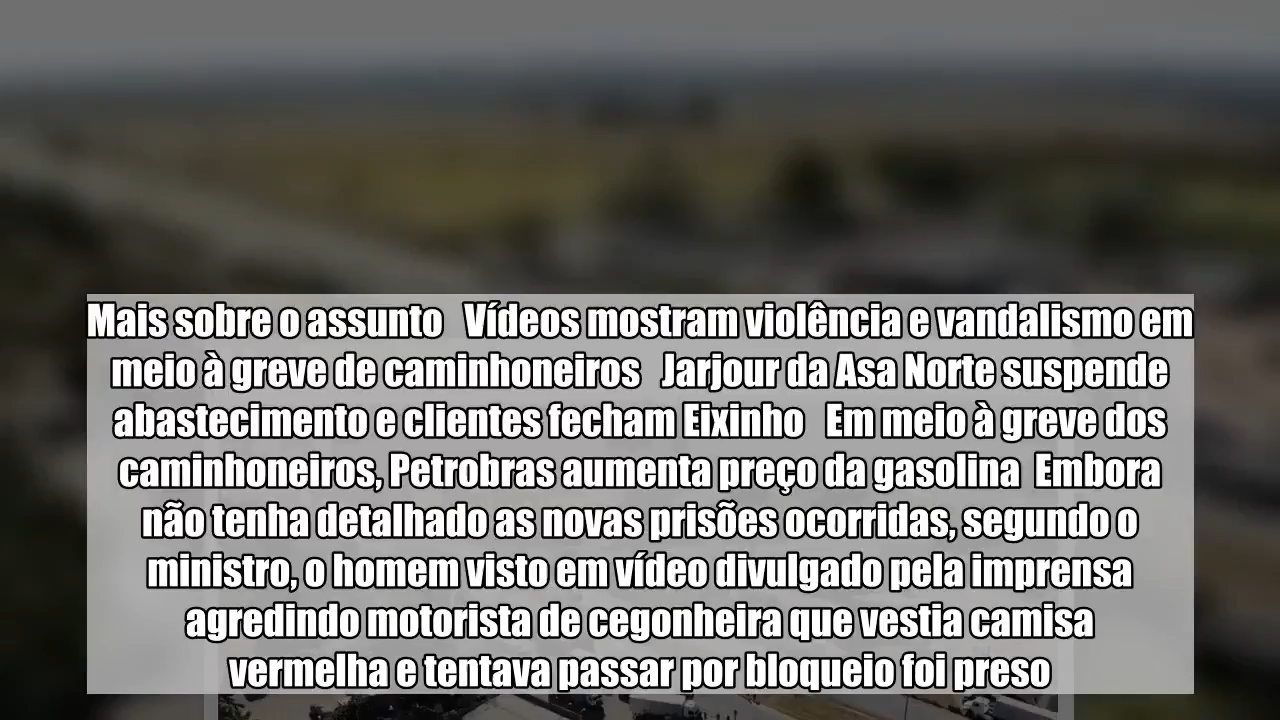 Mais sobre o assunto   Vídeos mostram violência e vandalismo em
meio à greve de caminhoneiros   Jarjour da Asa Norte suspende
abastecimento e clientes fecham Eixinho   Em meio à greve dos
caminhoneiros, Petrobras aumenta preço da gasolina  Embora
não tenha detalhado as novas prisões ocorridas, segundo o
ministro, o homem visto em vídeo divulgado pela imprensa
agredindo motorista de cegonheira que vestia camisa
vermelha e tentava passar por bloqueio foi preso